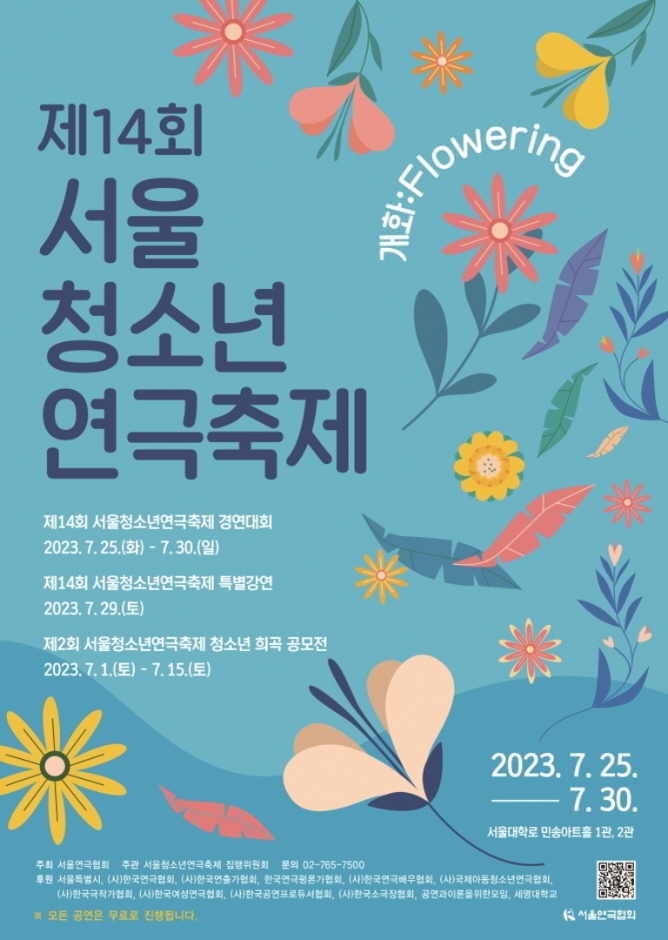 제14회
서울
청소년
연극축제
개화:Flowering
제14회 서울청소년연극축제 경연대회
2023. 7. 25.(화) - 7. 30.(일)
제14회 서울청소년연극축제 특별강연
2023. 7. 29.(토)
제2회 서울청소년연극축제 청소년 희곡 공모전
2023. 7. 1.(토) - 7. 15.(토)
2023. 7. 25.
7. 30.
서울대학로 민송아트홀 1관, 2관
주최 서울연극협회 주관 서울청소년연극축제 집행위원회 문의 02-765-7500
후원 서울특별시, (사)한국연극협회, (사)한국연출가협회, 한국연극평론가협회, (사)한국연극배우협회, (사)국제아동청소년연극협회,
(사)한국극작가협회, (사)한국여성연극협회, (사)한국공연프로듀서협회, (사)한국소극장협회, 공연과이론을위한모임, 세명대학교
※ 모든 공연은 무료로 진행됩니다.
서울연극협회